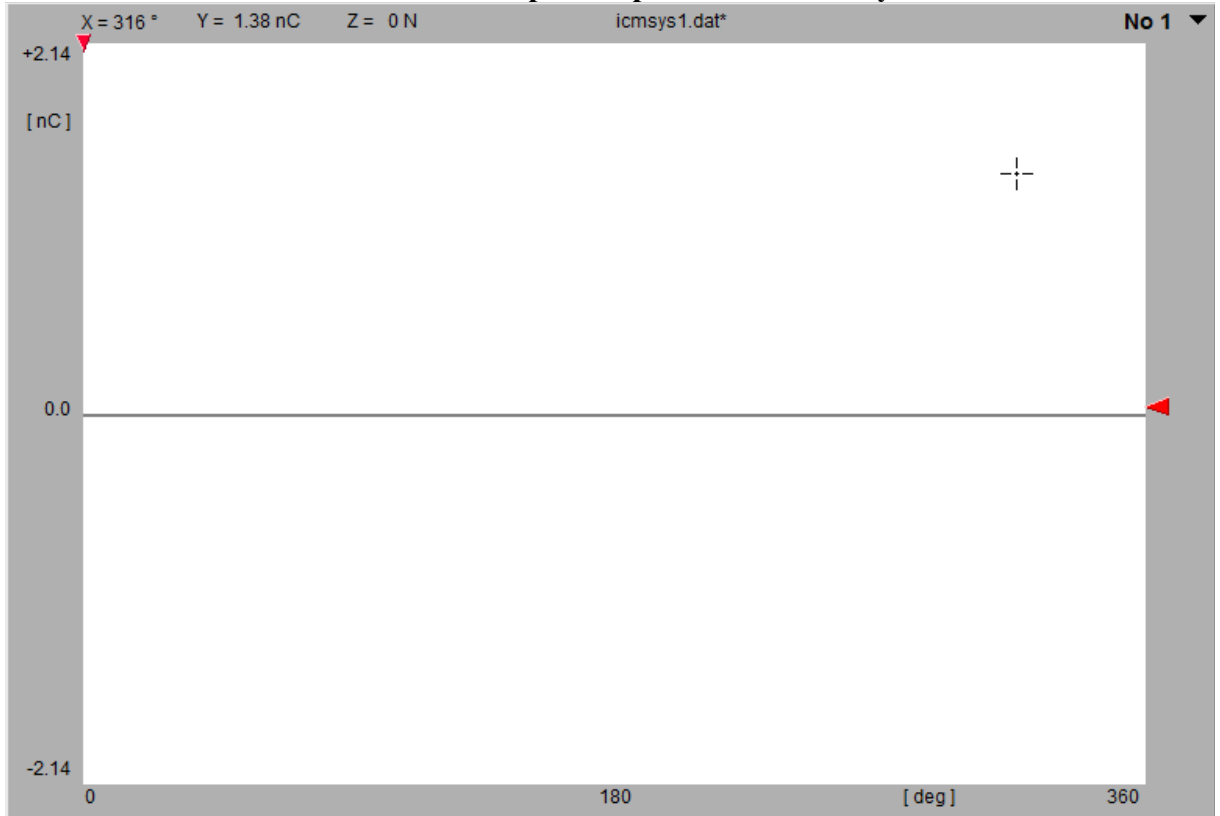 X = 316 ° Y = 1.38 nC Z = 0 N icmsys1.dat* No 1
+2.14
[ nC ]
0.0
-2.14
0 180 [ deg ] 360